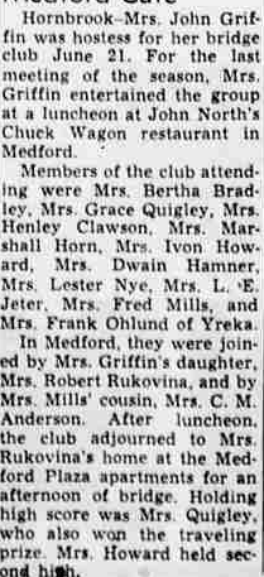 Hornbrook–Mrs. John Grif-
fin was hostess for her bridge
club June 21. For the last
meeting of the season, Mrs.
Griffin entertained the group
at a luncheon at John North's
Chuck Wagon restaurant in
Medford.
Members of the club attend-
ing were Mrs. Bertha Brad-
ley, Mrs. Grace Quigley, Mrs.
Henley Clawson, Mrs. Mar-
shall Horn, Mrs. Ivon How-
ard, Mrs. Dwain Hamner,
Mrs. Lester Nye, Mrs. L. E.
Jeter, Mrs. Fred Mills, and
Mrs. Frank Ohlund of Yreka.
In Medford, they were join-
ed by Mrs. Griffin's daughter,
Mrs. Robert Rukovina, and by
Mrs. Mills' cousin, Mrs. C. M.
Anderson. After luncheon,
the club adjourned to Mrs.
Rukovina's home at the Med-
ford Plaza apartments for an
afternoon of bridge. Holding
high score was Mrs. Quigley,
who also won the traveling
prize. Mrs. Howard held sec-
ond high.